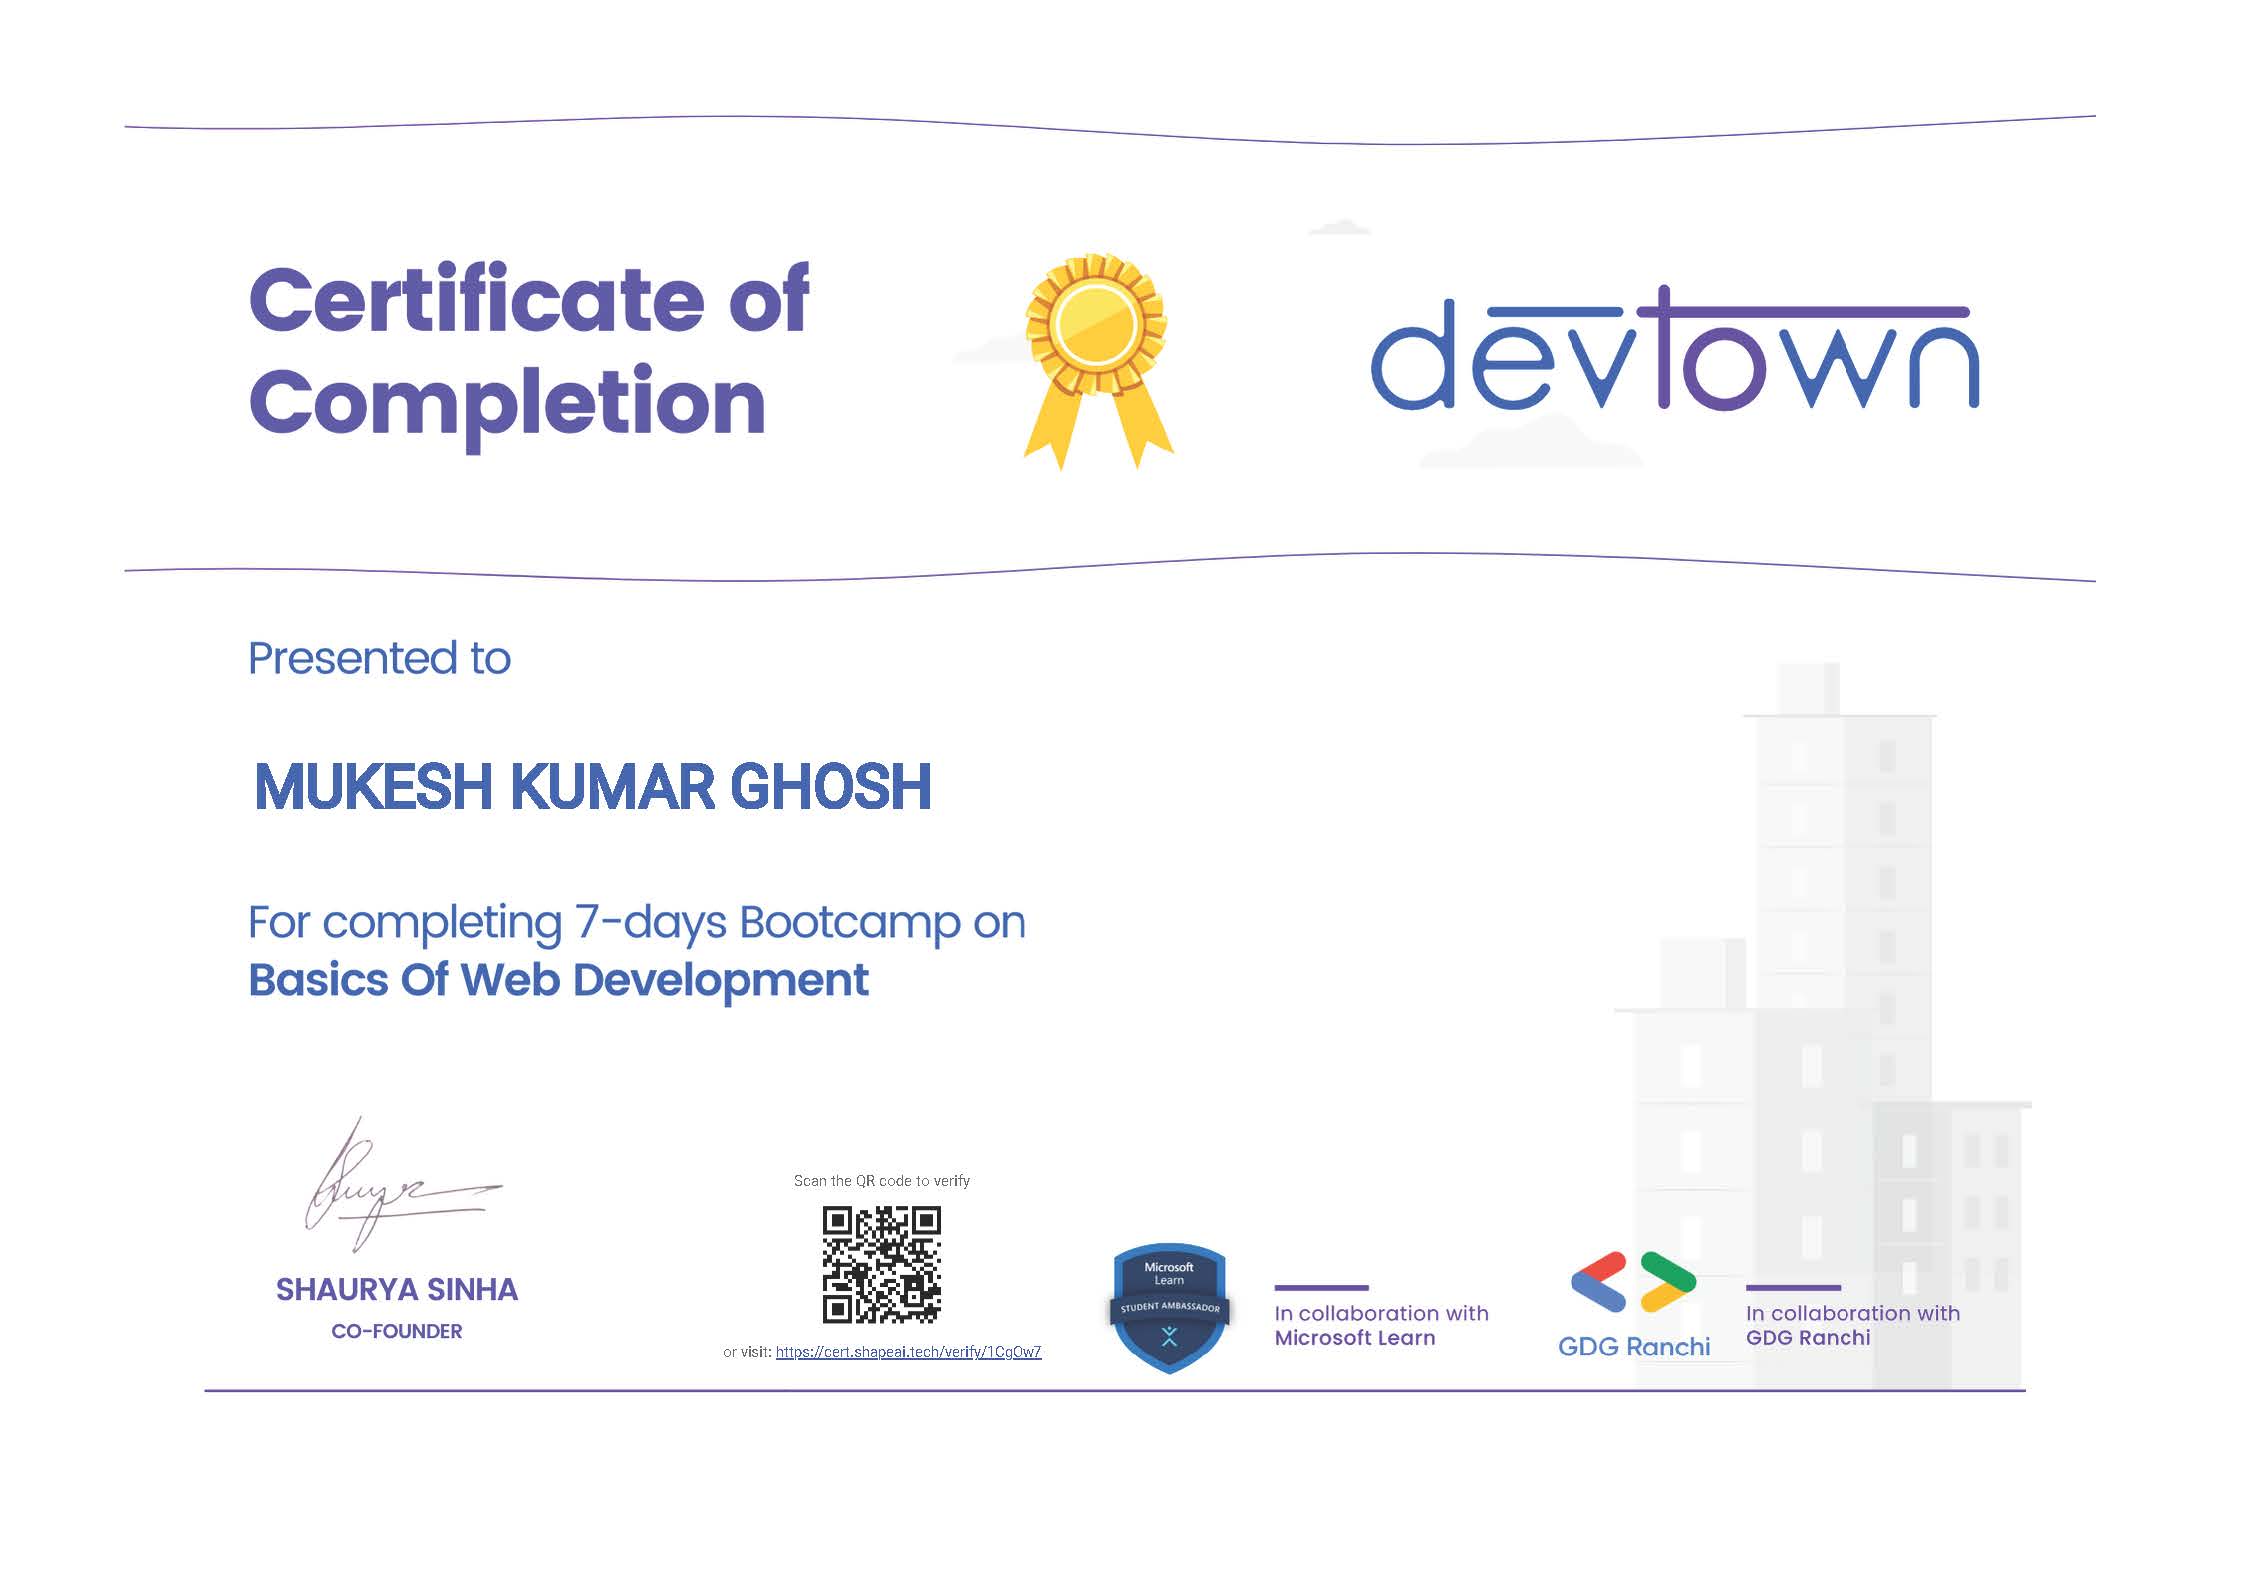 Certificate of
Completion
devtown
Presented to
MUKESH KUMAR GHOSH
For completing 7-days Bootcamp on
Basics Of Web Development
SHAURYA SINHA
CO-FOUNDER
Scan the QR code to verify
or visit: https://cert.shapeai.tech/verify/1CgOw7
Microsoft
Learn
STUDENT AMBASSADOR
In collaboration with
Microsoft Learn
GDG Ranchi
In collaboration with
GDG Ranchi